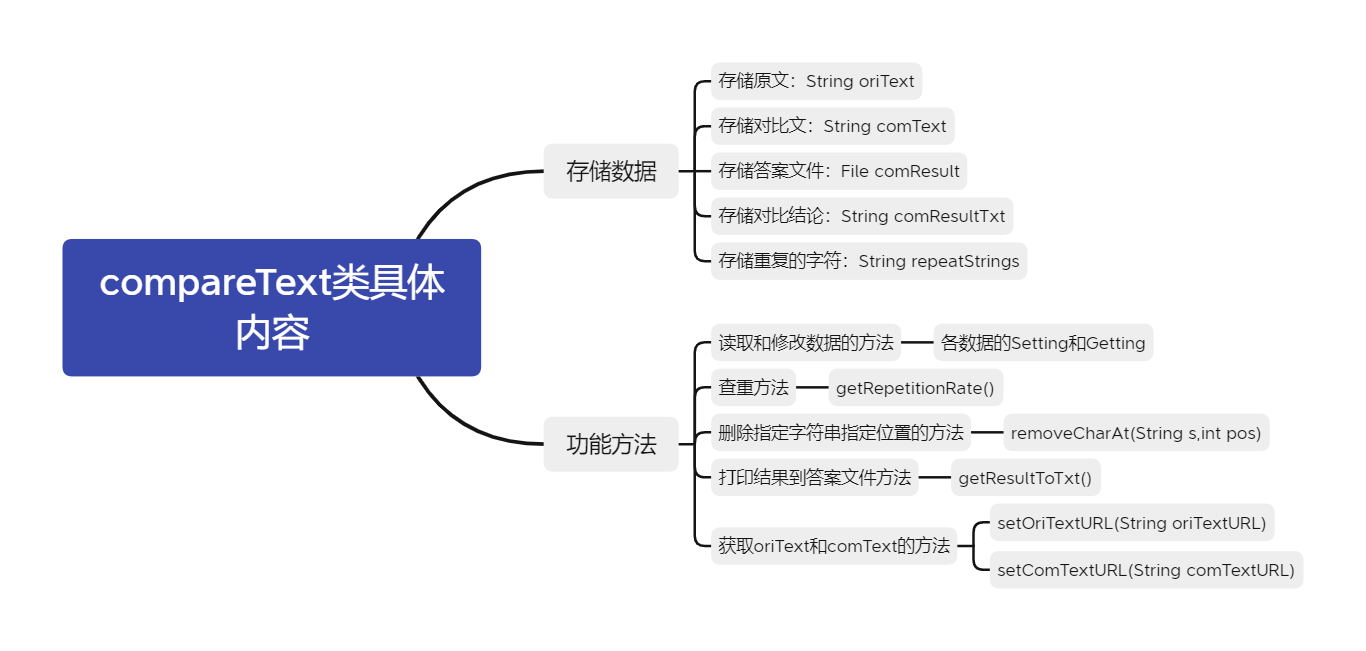 compareText类具体
内容
存储数据
存储原文：String oriText
存储对比文：String comText
存储答案文件：File comResult
存储对比结论：String comResultTxt
存储重复的字符：String repeatStrings
功能方法
读取和修改数据的方法
各数据的Setting和Getting
查重方法
getRepetitionRate()
删除指定字符串指定位置的方法
removeCharAt(String s,int pos)
打印结果到答案文件方法
getResultToTxt()
获取oriText和comText的方法
setOriTextURL(String oriTextURL)
setComTextURL(String comTextURL)